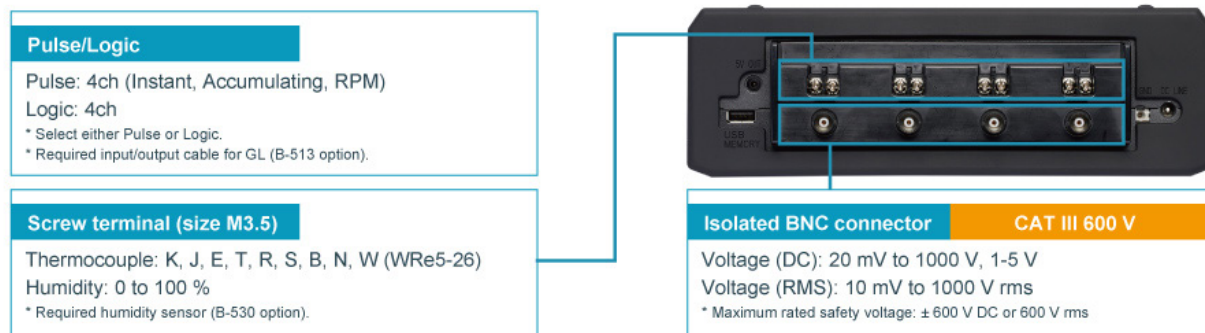 Pulse/Logic
Pulse: 4ch (Instant, Accumulating, RPM)
Logic: 4ch
* Select either Pulse or Logic.
* Required input/output cable for GL (B-513 option).
Screw terminal (size M3.5)
Thermocouple: K, J, E, T, R, S, B, N, W (WRe5-26)
Humidity: 0 to 100 %
* Required humidity sensor (B-530 option).
5V OUT
USB
MEMORY
GND
DC LINE
Isolated BNC connector
CAT III 600 V
Voltage (DC): 20 mV to 1000 V, 1-5 V
Voltage (RMS): 10 mV to 1000 V rms
* Maximum rated safety voltage: ± 600 V DC or 600 V rms